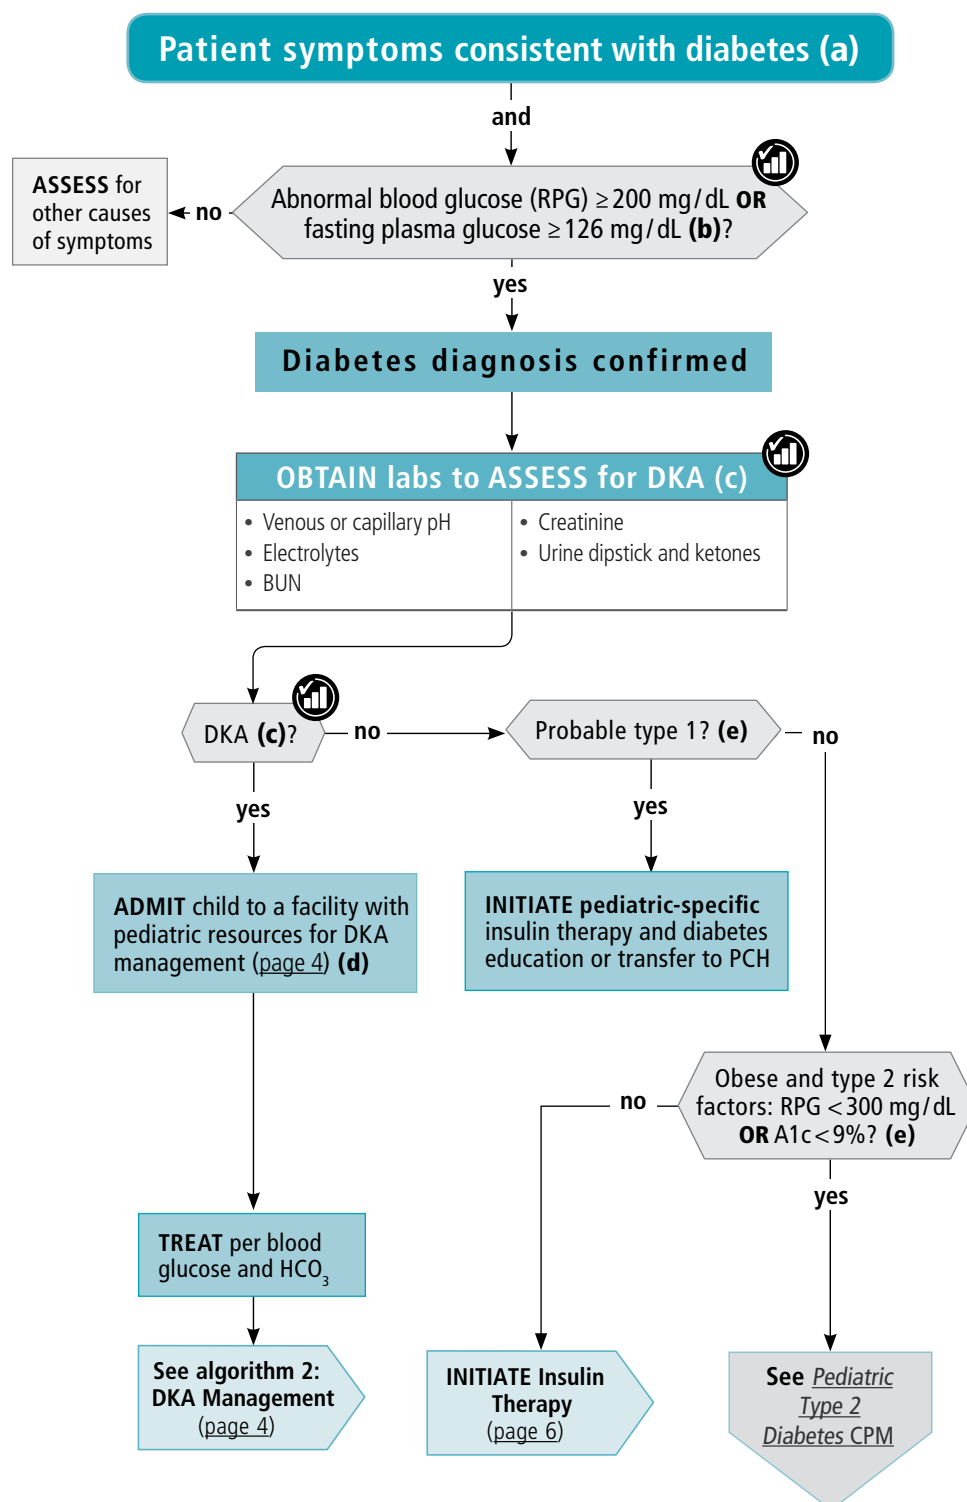 Patient symptoms consistent with diabetes (a)
and
Abnormal blood glucose (RPG) ≥200 mg/dL OR
fasting plasma glucose ≥126 mg/dL (b)?
no
ASSESS for
other causes
of symptoms
yes
Diabetes diagnosis confirmed
OBTAIN labs to ASSESS for DKA (c)
• Venous or capillary pH
• Electrolytes
• BUN
• Creatinine
• Urine dipstick and ketones
DKA (c)?
no
Probable type 1? (e)
no
yes
yes
ADMIT child to a facility with
pediatric resources for DKA
management (page 4) (d)
INITIATE pediatric-specific
insulin therapy and diabetes
education or transfer to PCH
Obese and type 2 risk
factors: RPG <300 mg/dL
OR A1c<9%? (e)
no
yes
TREAT per blood
glucose and HCO3
See algorithm 2:
DKA Management
(page 4)
INITIATE Insulin
Therapy
(page 6)
See Pediatric
Type 2
Diabetes CPM